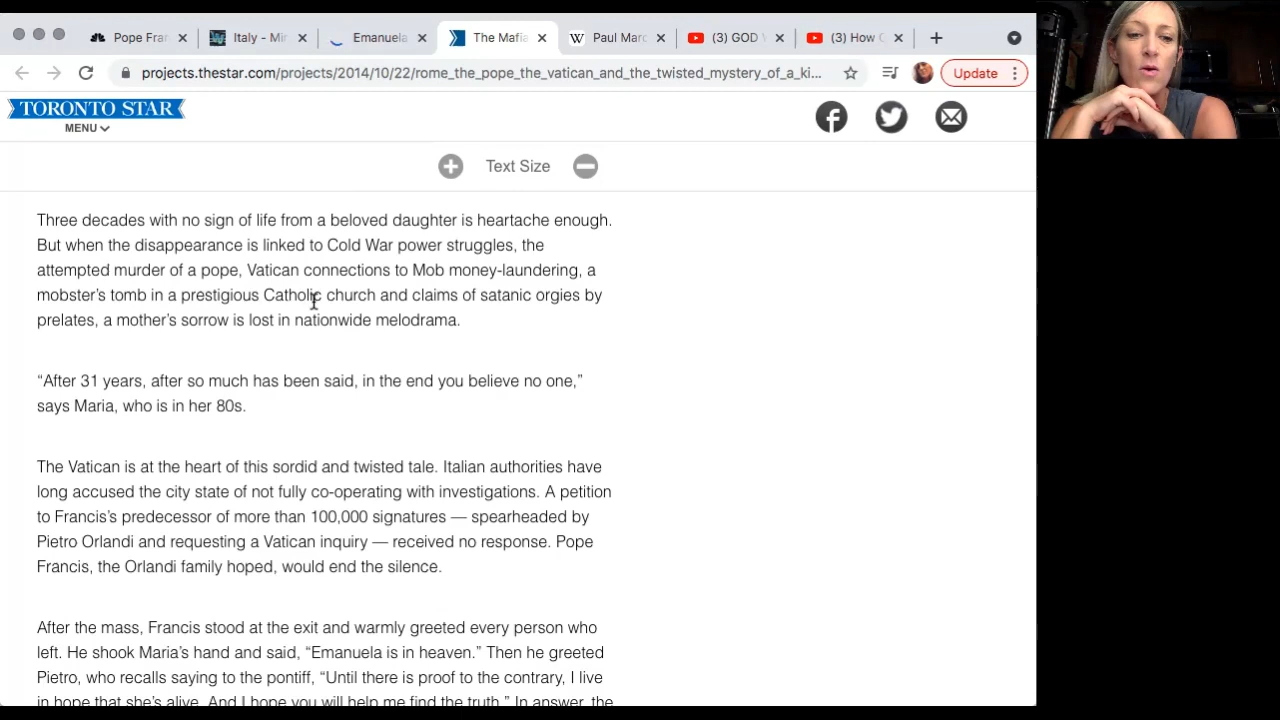 Pope Fra
Italy - Mi
Emanuela
The Mafia
Paul Marc
(3) GOD
(3) How
projects.thestar.com/projects/2014/10/22/rome_the_pope_the_vatican_and_the_twisted_mystery_of_a_ki...
Update
TORONTO STAR
MENU
Text Size
Three decades with no sign of life from a beloved daughter is heartache enough.
But when the disappearance is linked to Cold War power struggles, the
attempted murder of a pope, Vatican connections to Mob money-laundering, a
mobster's tomb in a prestigious Catholic church and claims of satanic orgies by
prelates, a mother's sorrow is lost in nationwide melodrama.
“After 31 years, after so much has been said, in the end you believe no one,”
says Maria, who is in her 80s.
The Vatican is at the heart of this sordid and twisted tale. Italian authorities have
long accused the city state of not fully co-operating with investigations. A petition
to Francis's predecessor of more than 100,000 signatures — spearheaded by
Pietro Orlandi and requesting a Vatican inquiry — received no response. Pope
Francis, the Orlandi family hoped, would end the silence.
After the mass, Francis stood at the exit and warmly greeted every person who
left. He shook Maria's hand and said, “Emanuela is in heaven.” Then he greeted
Pietro, who recalls saying to the pontiff, “Until there is proof to the contrary, I live
in hope that she's alive. And I hope you will help me find the truth.” In answer, the